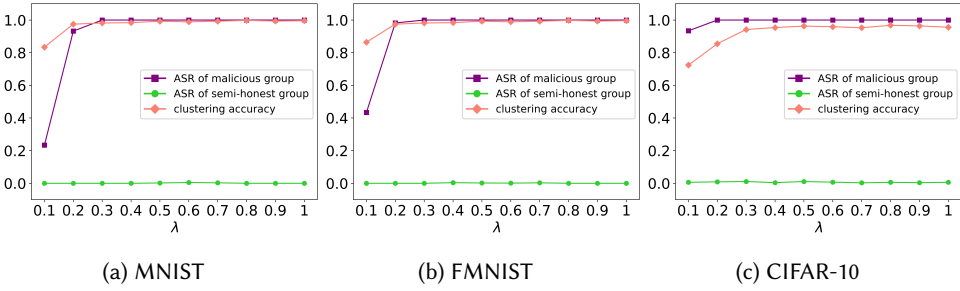 1.0
0.8
0.6
0.4
0.2
0.0
ASR of malicious group
ASR of semi-honest group
clustering accuracy
0.1 0.2 0.3 0.4 0.5 0.6 0.7 0.8 0.9 1
λ
(a) MNIST
1.0
0.8
0.6
0.4
0.2
0.0
ASR of malicious group
ASR of semi-honest group
clustering accuracy
0.1 0.2 0.3 0.4 0.5 0.6 0.7 0.8 0.9 1
λ
(b) FMNIST
1.0
0.8
0.6
0.4
0.2
0.0
ASR of malicious group
ASR of semi-honest group
clustering accuracy
0.1 0.2 0.3 0.4 0.5 0.6 0.7 0.8 0.9 1
λ
(c) CIFAR-10